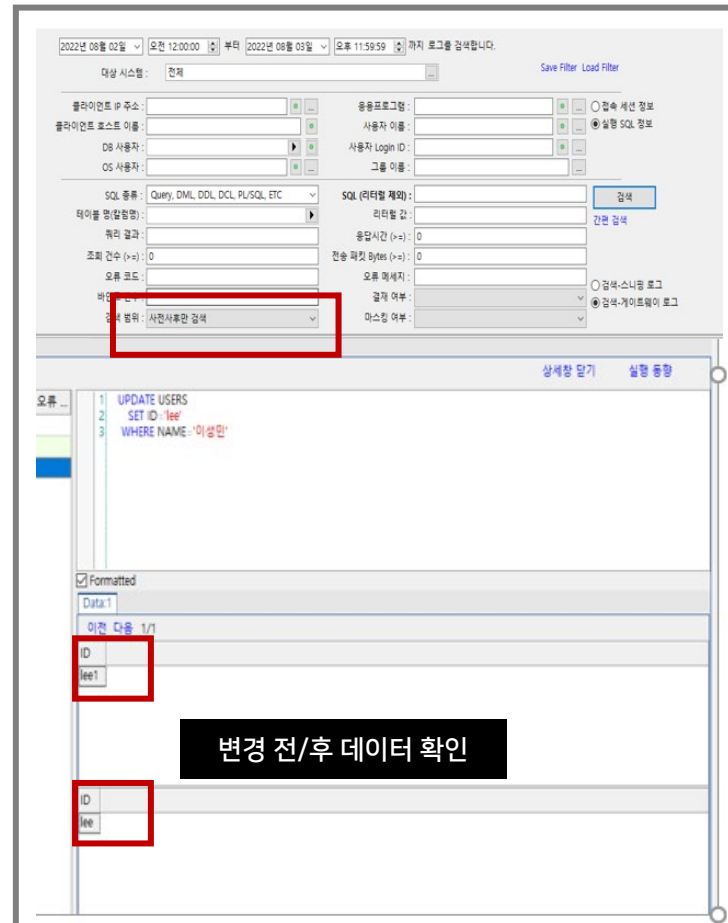 2022년 08월 02일 오전 12:00:00 부터 2022년 08월 03일 오후 11:59:59 까지 로그를 검색합니다.
대상 시스템 : 전체 ... Save Filter Load Filter
클라이언트 IP 주소 : ... 응용프로그램 : ... 접속 세션 정보
클라이언트 호스트 이름 : 사용자 이름 : ... 실행 SQL 정보
DB 사용자 : 사용자 Login ID : ...
OS 사용자 : ... 그룹 이름 : ...
SQL 종류 : Query, DML, DDL, DCL, PL/SQL, ETC SQL (리터럴 제외) : 검색
테이블 명(칼럼명) : 리터럴 값 : 간편 검색
쿼리 결과 : 응답시간 (>=) : 0
조회 건수 (>=) : 0 전송 패킷 Bytes (>=) : 0
오류 코드 : 오류 메세지 : 검색-스니핑 로그
결재 여부 : 검색-게이트웨이 로그
검색 범위 : 사전사후만 검색 마스킹 여부 :
상세창 닫기 실행 동향
오류 ...
1 UPDATE USERS
2 SET ID='lee'
3 WHERE NAME='이성민'
Formatted
Data:1
이전 다음 1/1
ID
lee1
변경 전/후 데이터 확인
ID
lee